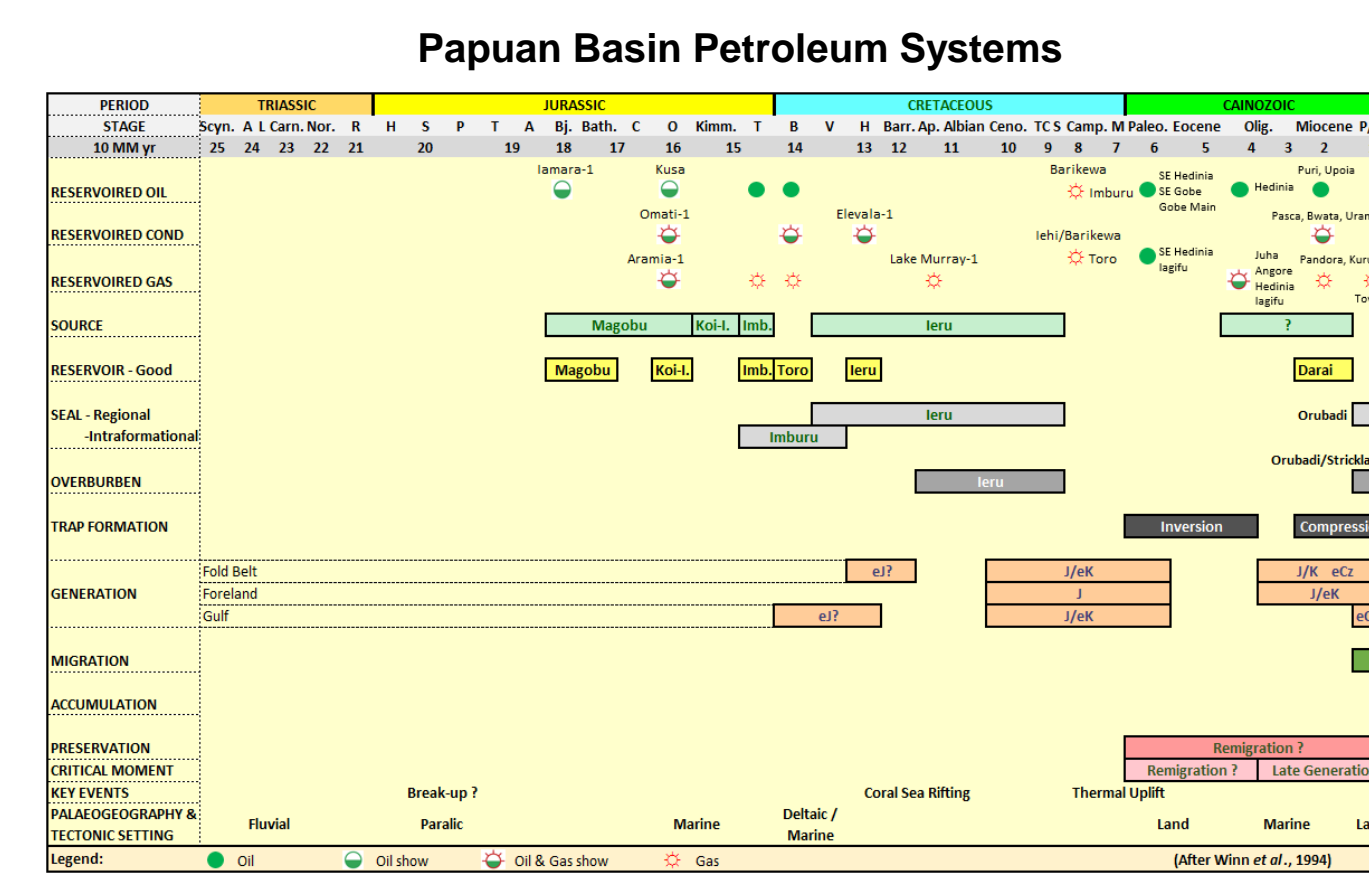 Papuan Basin Petroleum Systems
PERIOD TRIASSIC JURASSIC CRETACEOUS CAINOZOIC
STAGE Scyn. A L Carn. Nor. R H S P T A Bj. Bath. C O Kimm. T B V H Barr. Ap. Albian Ceno. TC S Camp. M Paleo. Eocene Olig. Miocene P/
10 MM yr 25 24 23 22 21 20 19 18 17 16 15 14 13 12 11 10 9 8 7 6 5 4 3 2
Iamara-1 Kusa Barikewa Puri, Upoia
SE Hedinia
RESERVOIRED OIL Imburu SE Gobe Hedinia
Gobe Main
Omati-1 Elevala-1 Pasca, Bwata, Uram
RESERVOIRED COND Iehi/Barikewa
SE Hedinia
Aramia-1 Lake Murray-1 Toro Iagifu Juha Pandora, Kuru
Angore
RESERVOIRED GAS Hedinia
Iagifu To
SOURCE Magobu Koi-I. Imb. Ieru ?
RESERVOIR - Good Magobu Koi-I. Imb. Toro Ieru Darai
SEAL - Regional Ieru Orubadi
-Intraformational Imburu
Orubadi/Strickla
OVERBURBEN Ieru
TRAP FORMATION Inversion Compressi
Fold Belt eJ? J/eK J/K eCz
GENERATION Foreland J J/eK
Gulf eJ? J/eK eC
MIGRATION
ACCUMULATION
PRESERVATION Remigration ?
CRITICAL MOMENT Remigration ? Late Generatio
KEY EVENTS Break-up ? Coral Sea Rifting Thermal Uplift
PALAEOGEOGRAPHY & Fluvial Paralic Marine Deltaic / Land Marine La
TECTONIC SETTING Marine
Legend: Oil Oil show Oil & Gas show Gas (After Winn et al., 1994)